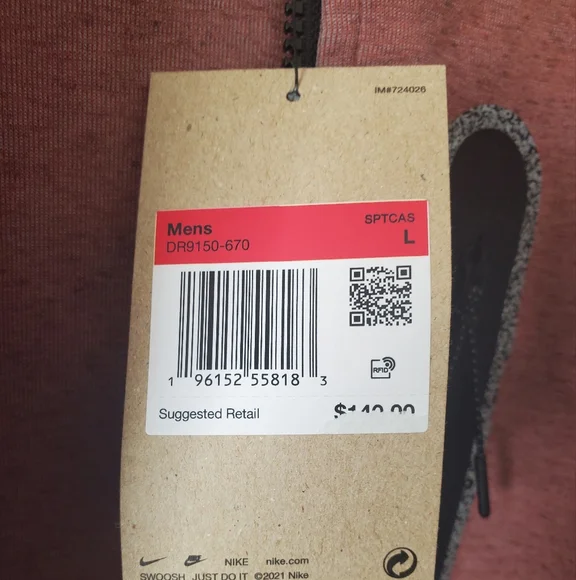 IM#724026
Mens SPTCAS
DR9150-670 L
1 96152 55818 3
RFID
Suggested Retail
NIKE nike.com
SWOOSH JUST DO IT ©2021 Nike